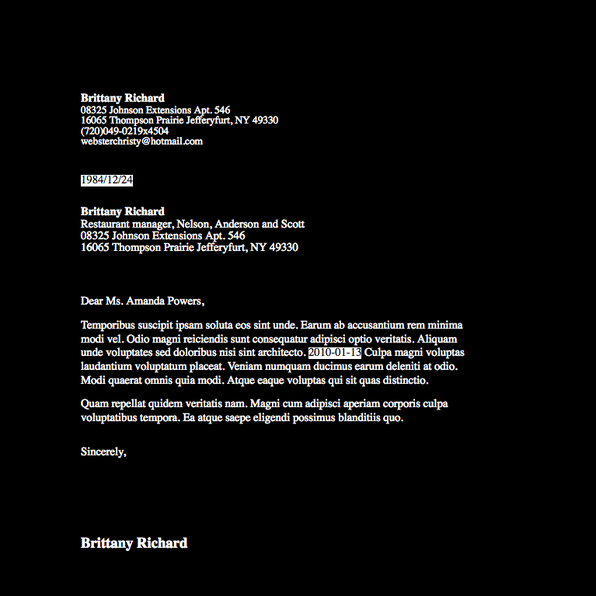 Brittany Richard
08325 Johnson Extensions Apt. 546
16065 Thompson Prairie Jefferyfurt, NY 49330
(720)049-0219x4504
websterchristy@hotmail.com
1984/12/24
Brittany Richard
Restaurant manager, Nelson, Anderson and Scott
08325 Johnson Extensions Apt. 546
16065 Thompson Prairie Jefferyfurt, NY 49330
Dear Ms. Amanda Powers,
Temporibus suscipit ipsam soluta eos sint unde. Earum ab accusantium rem minima
modi vel. Odio magni reiciendis sunt consequatur adipisci optio veritatis. Aliquam
unde voluptates sed doloribus nisi sint architecto. 2010-01-13 Culpa magni voluptas
laudantium voluptatum placeat. Veniam numquam ducimus earum deleniti at odio.
Modi quaerat omnis quia modi. Atque eaque voluptas qui sit quas distinctio.
Quam repellat quidem veritatis nam. Magni cum adipisci aperiam corporis culpa
voluptatibus tempora. Ea atque saepe eligendi possimus blanditiis quo.
Sincerely,
Brittany Richard